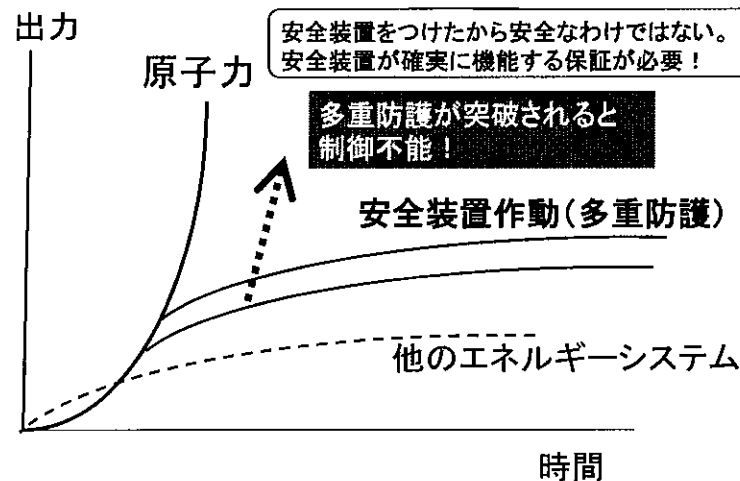 出力
安全装置をつけたから安全なわけではない。
安全装置が確実に機能する保証が必要！
原子力
多重防護が突破されると
制御不能！
安全装置作動(多重防護)
他のエネルギーシステム
時間